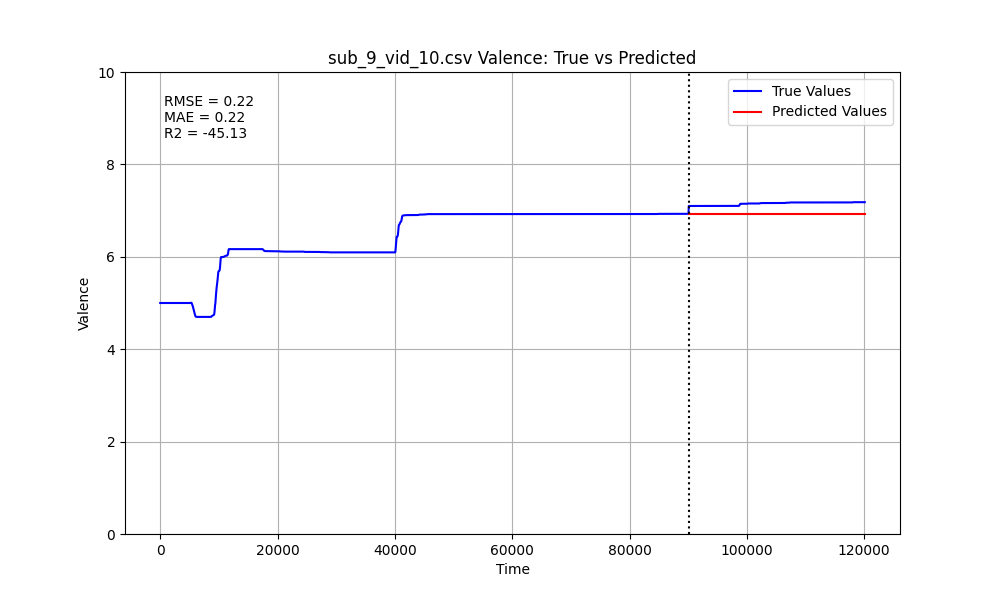 sub_9_vid_10.csv Valence: True vs Predicted
RMSE = 0.22
MAE = 0.22
R2 = -45.13
True Values
Predicted Values
Valence
10
8
6
4
2
0
0 20000 40000 60000 80000 100000 120000
Time